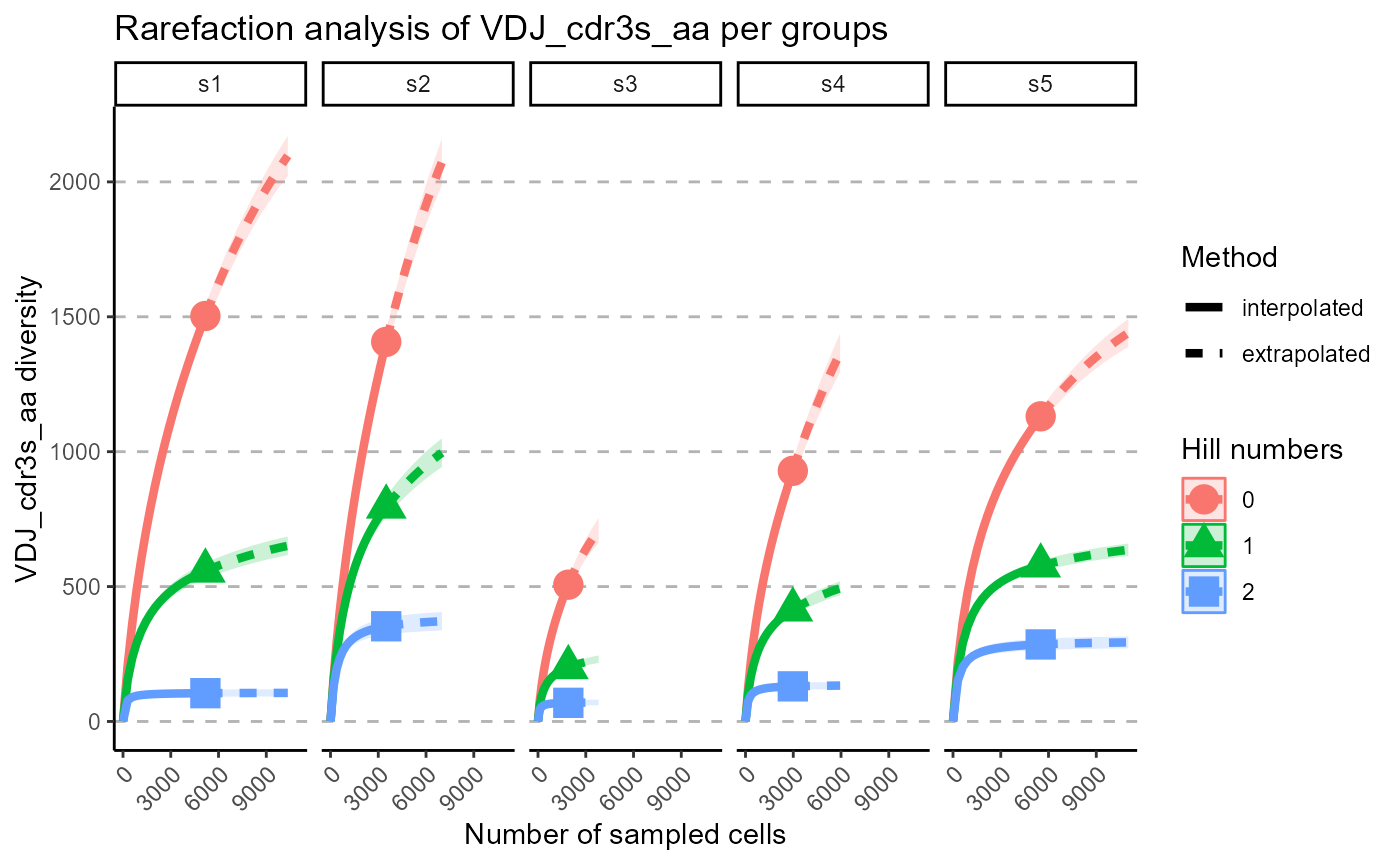 Rarefaction analysis of VDJ_cdr3s_aa per groups
s1 s2 s3 s4 s5
VDJ_cdr3s_aa diversity
2000
1500
1000
500
0
0 3000 6000 9000 0 3000 6000 9000 0 3000 6000 9000 0 3000 6000 9000 0 3000 6000 9000
Number of sampled cells
Method
interpolated
extrapolated
Hill numbers
0
1
2